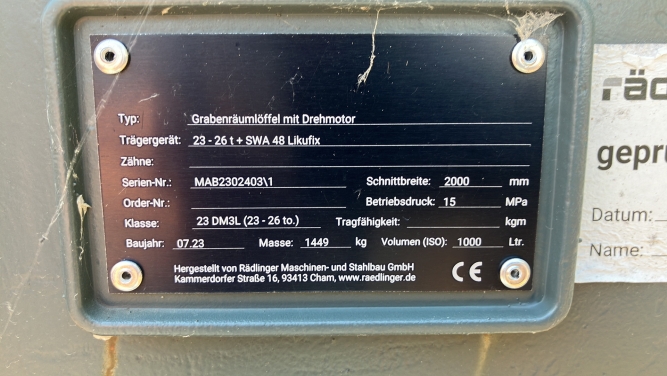 Typ: Grabenräumlöffel mit Drehmotor
Trägergerät: 23 - 26 t + SWA 48 Likufix
Zähne:
Serien-Nr.: MAB2302403\1 Schnittbreite: 2000 mm
Order-Nr.: Betriebsdruck: 15 MPa
Klasse: 23 DM3L (23 - 26 to.) Tragfähigkeit: kgm
Baujahr: 07.23 Masse: 1449 kg Volumen (ISO): 1000 Ltr.
Hergestellt von Rädlinger Maschinen- und Stahlbau GmbH
Kammerdorfer Straße 16, 93413 Cham, www.raedlinger.de
CE
räd
gepr
Datum:
Name: